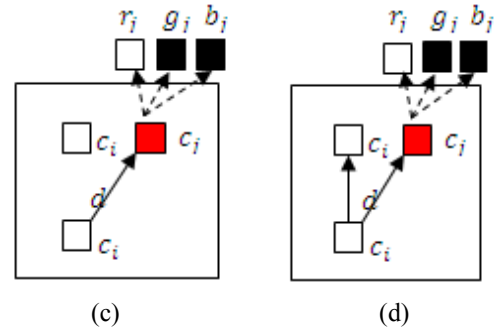 r_i g_i b_i r_i g_i b_i
c_i c_j c_i c_j
d d
c_i c_i
(c) (d)